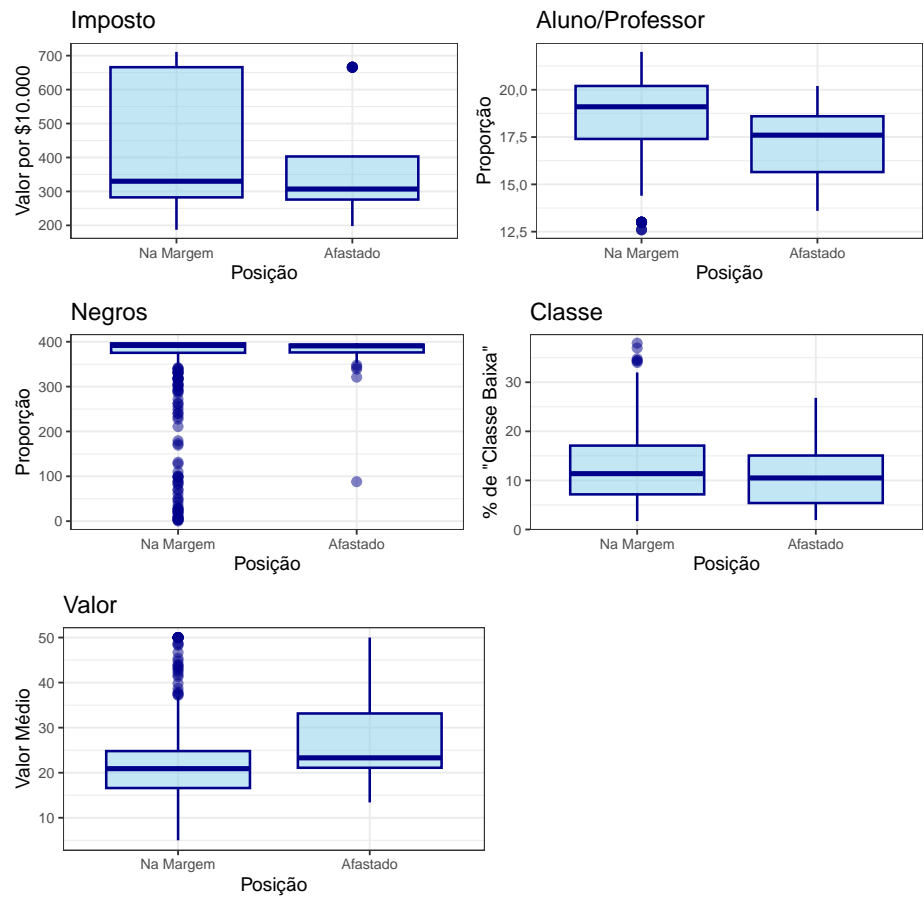 Imposto
Valor por $10.000
700
600
500
400
300
200
Na Margem
Afastado
Posição
Aluno/Professor
Proporção
20,0
17,5
15,0
12,5
Na Margem
Afastado
Posição
Negros
Proporção
400
300
200
100
0
Na Margem
Afastado
Posição
Classe
% de "Classe Baixa"
30
20
10
0
Na Margem
Afastado
Posição
Valor
Valor Médio
50
40
30
20
10
Na Margem
Afastado
Posição